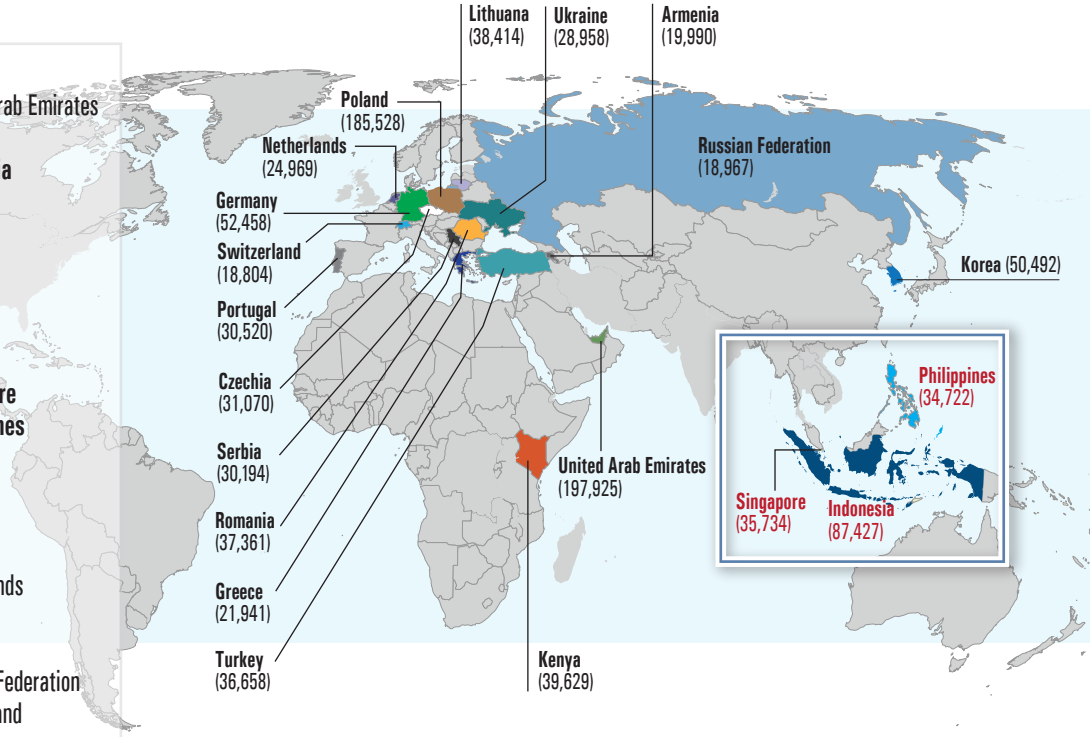 Lithuana
(38,414)
Ukraine
(28,958)
Armenia
(19,990)
rab Emirates
a
re
nes
nds
Federation
and
Poland
(185,528)
Netherlands
(24,969)
Germany
(52,458)
Switzerland
(18,804)
Portugal
(30,520)
Czechia
(31,070)
Serbia
(30,194)
Romania
(37,361)
Greece
(21,941)
Turkey
(36,658)
Russian Federation
(18,967)
Korea (50,492)
United Arab Emirates
(197,925)
Kenya
(39,629)
Philippines
(34,722)
Singapore
(35,734)
Indonesia
(87,427)